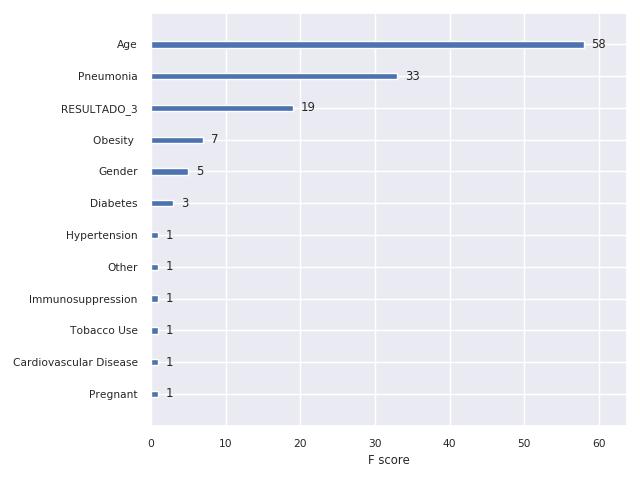 Age 58
Pneumonia 33
RESULTADO_3 19
Obesity 7
Gender 5
Diabetes 3
Hypertension 1
Other 1
Immunosuppression 1
Tobacco Use 1
Cardiovascular Disease 1
Pregnant 1
0 10 20 30 40 50 60
F score